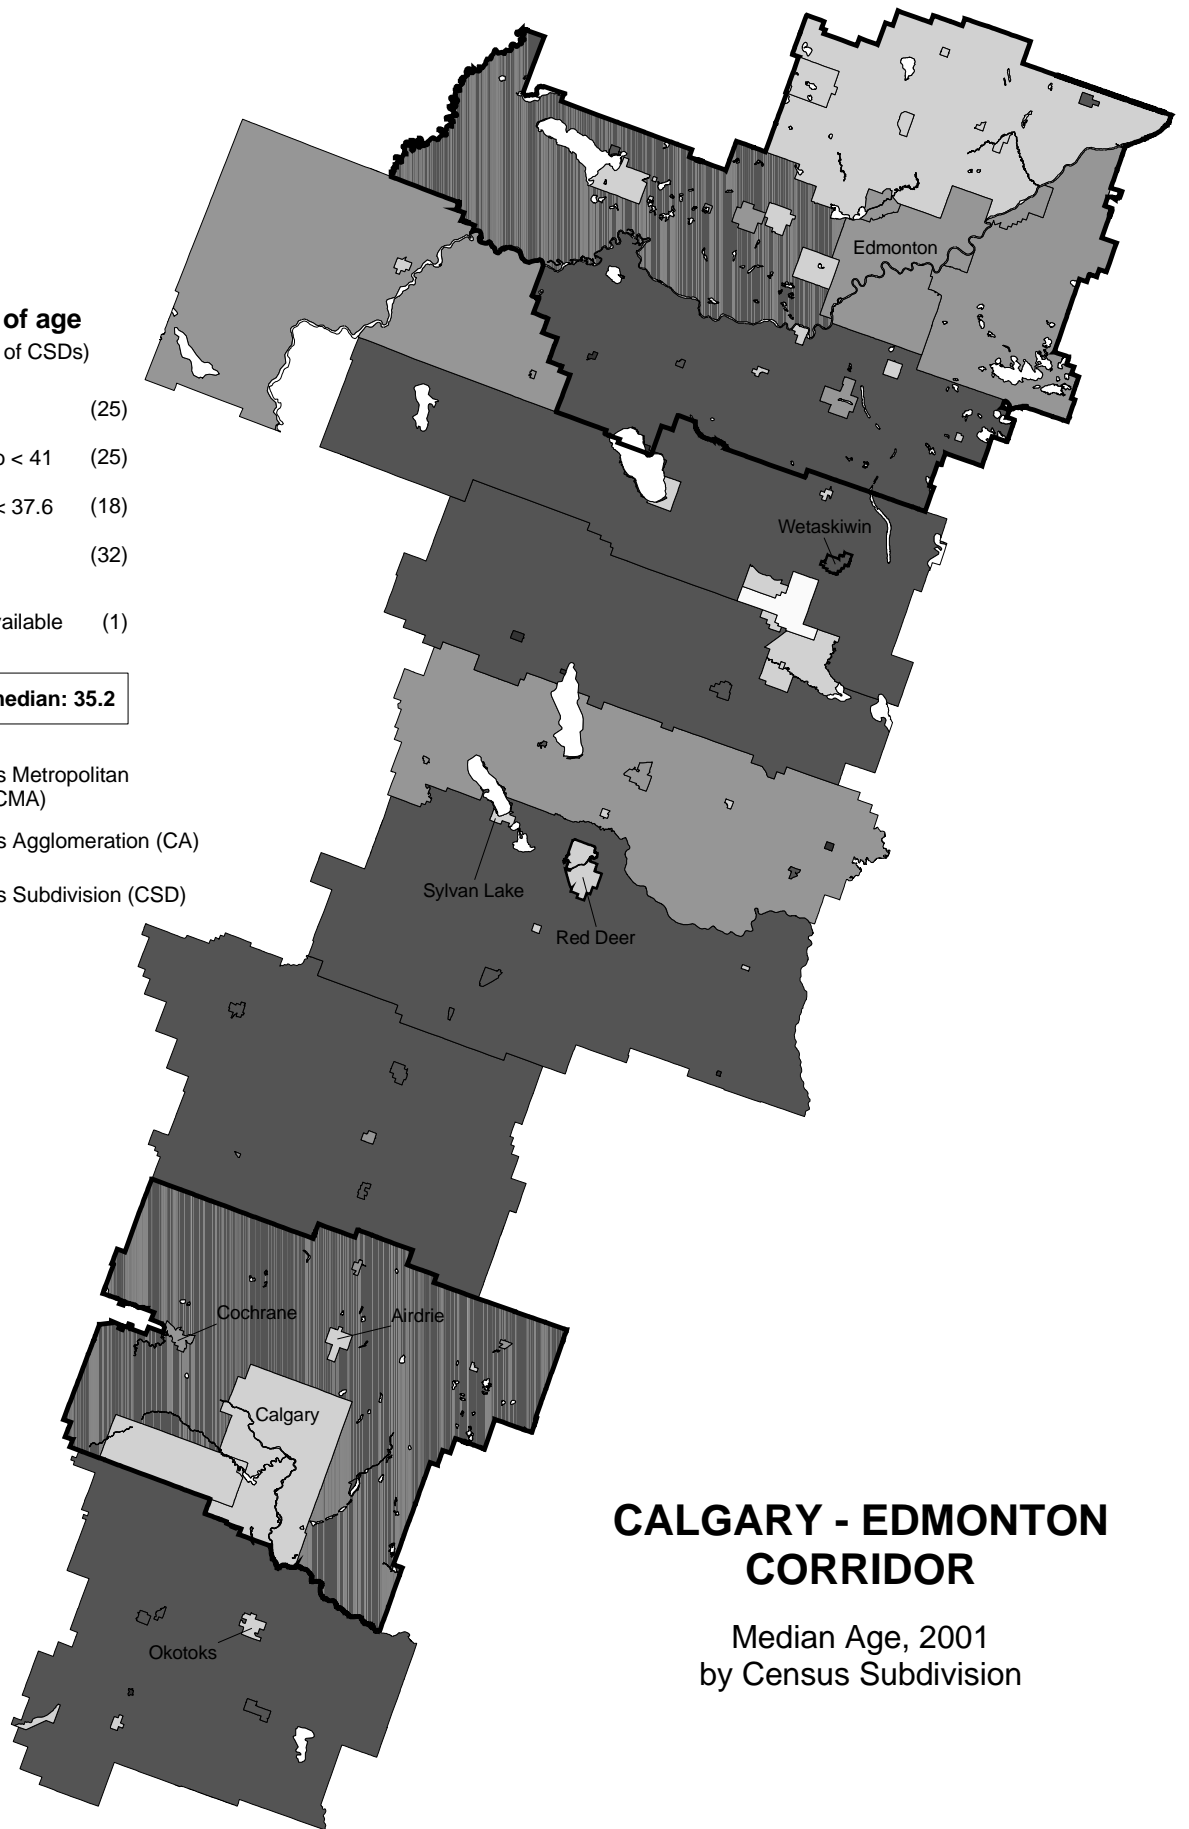 of age
of CSDs)
(25)
< 41 (25)
< 37.6 (18)
(32)
(1)
median: 35.2
Metropolitan
CMA)
Agglomeration (CA)
Subdivision (CSD)
Edmonton
Wetaskiwin
Sylvan Lake
Red Deer
Cochrane
Airdrie
Calgary
Okotoks
CALGARY - EDMONTON
CORRIDOR
Median Age, 2001
by Census Subdivision